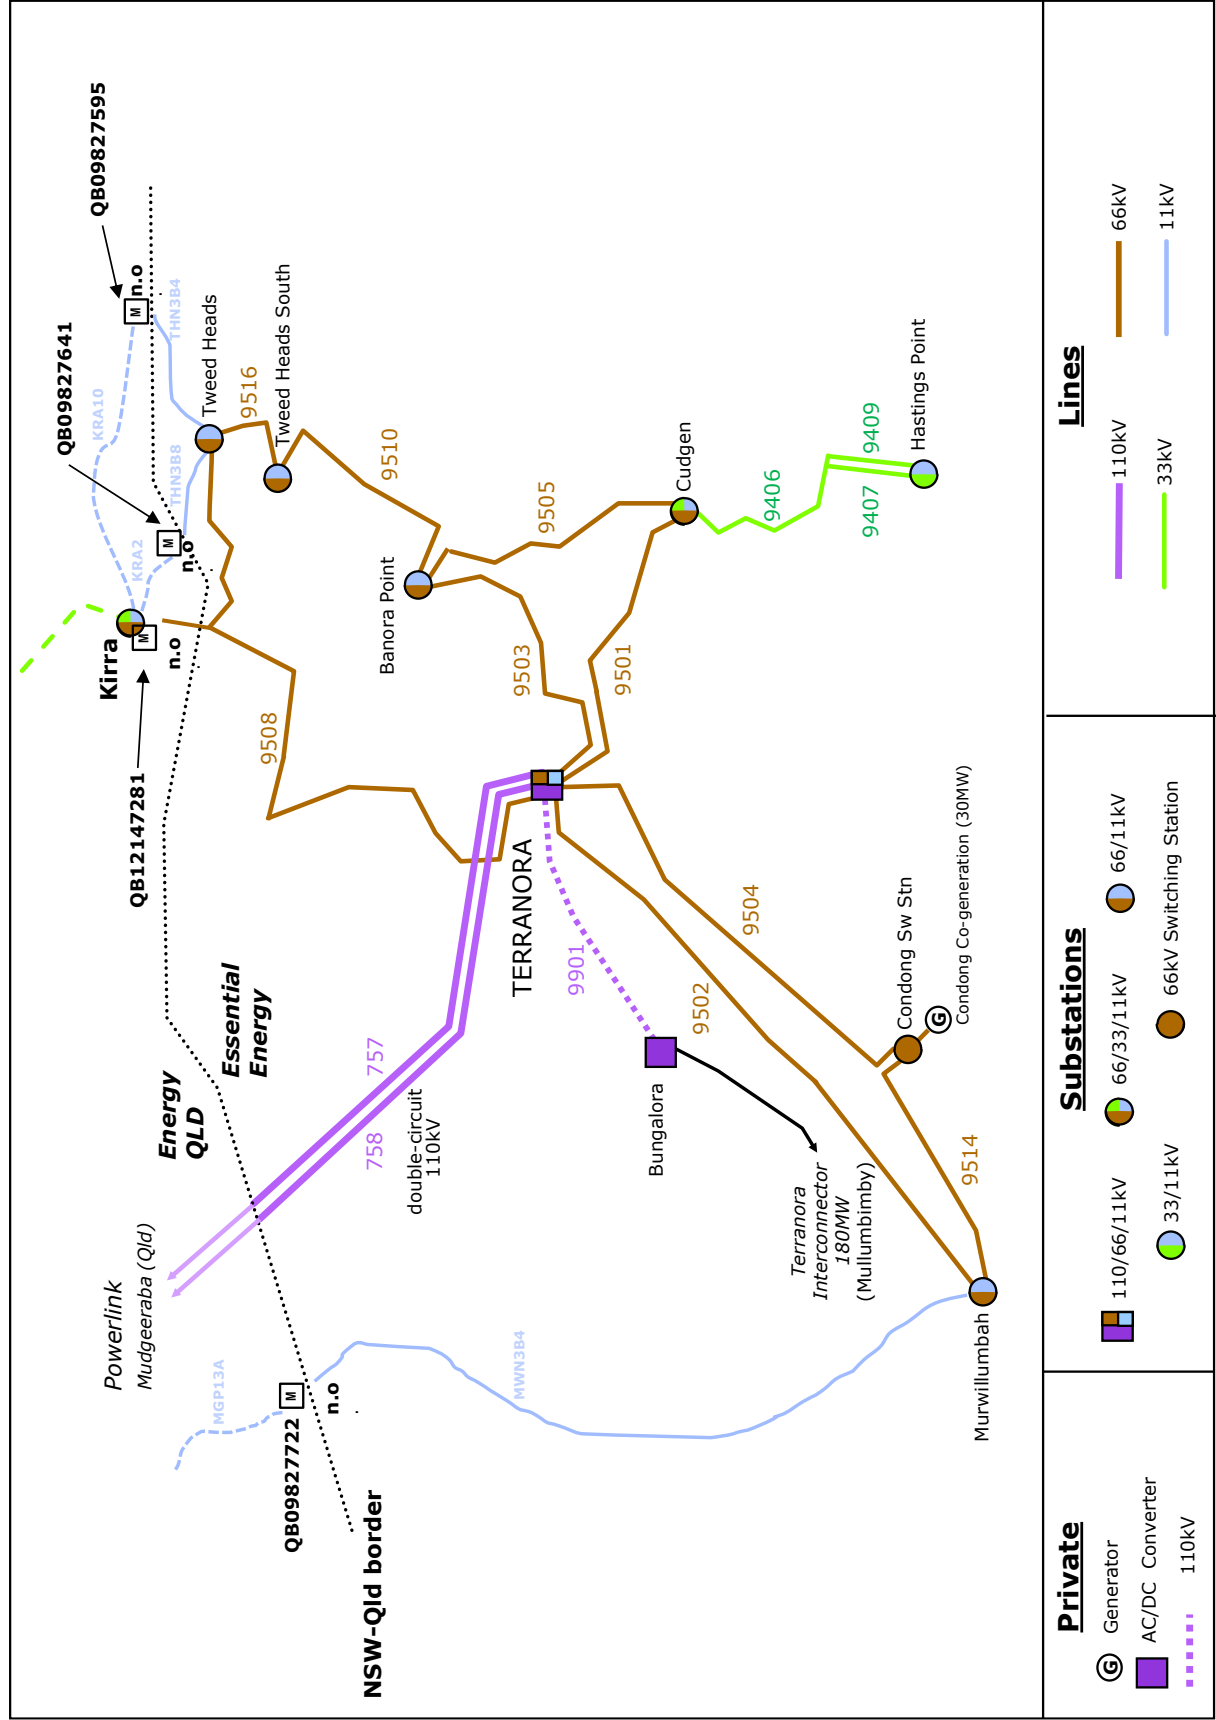 Powerlink
Mudgeeraba (Qld)
MGP13A
QB09827722
M
n.o
NSW-Qld border
MWN3B4
Energy
QLD
Essential
Energy
758
757
double-circuit
110kV
QB12147281
Kirra
M
n.o
KRA2
KRA10
QB09827641
M
n.o
THN3B8
QB09827595
M
n.o
THN3B4
Tweed Heads
9516
Tweed Heads South
9508
9510
Banora Point
9505
9503
9501
Cudgen
9406
9407
9409
Hastings Point
TERRANORA
9901
Bungalora
Terranora
Interconnector
180MW
(Mullumbimby)
9502
9504
Condong Sw Stn
G
Condong Co-generation (30MW)
9514
Murwillumbah
Private
G
Generator
AC/DC Converter
110kV
Substations
110/66/11kV
66/33/11kV
66/11kV
33/11kV
66kV Switching Station
Lines
110kV
66kV
33kV
11kV